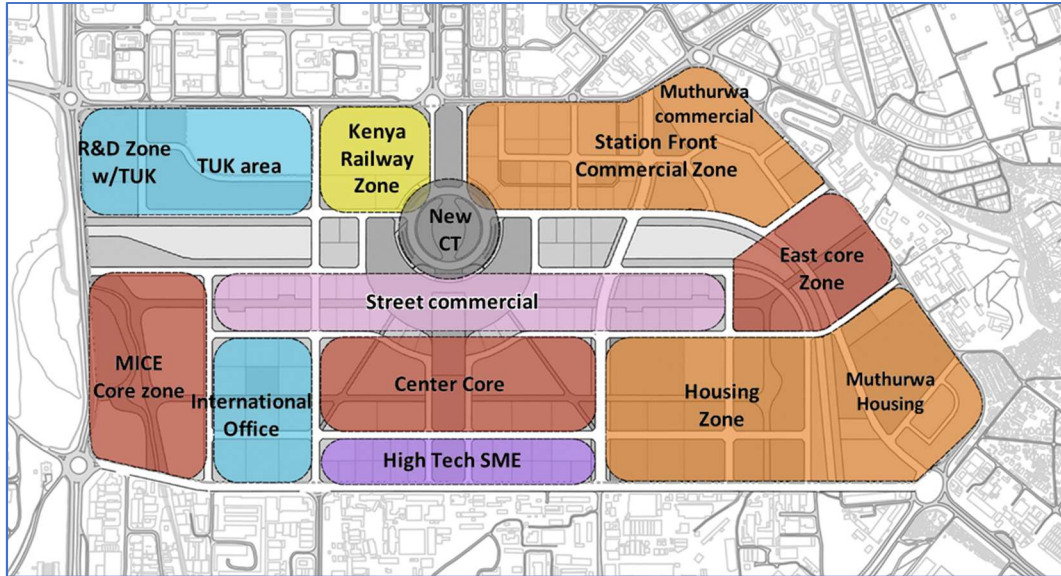 R&D Zone
w/TUK
TUK area
Kenya
Railway
Zone
Muthurwa
commercial
Station Front
Commercial Zone
New
CT
East core
Zone
Street commercial
MICE
Core zone
International
Office
Center Core
Housing
Zone
Muthurwa
Housing
High Tech SME